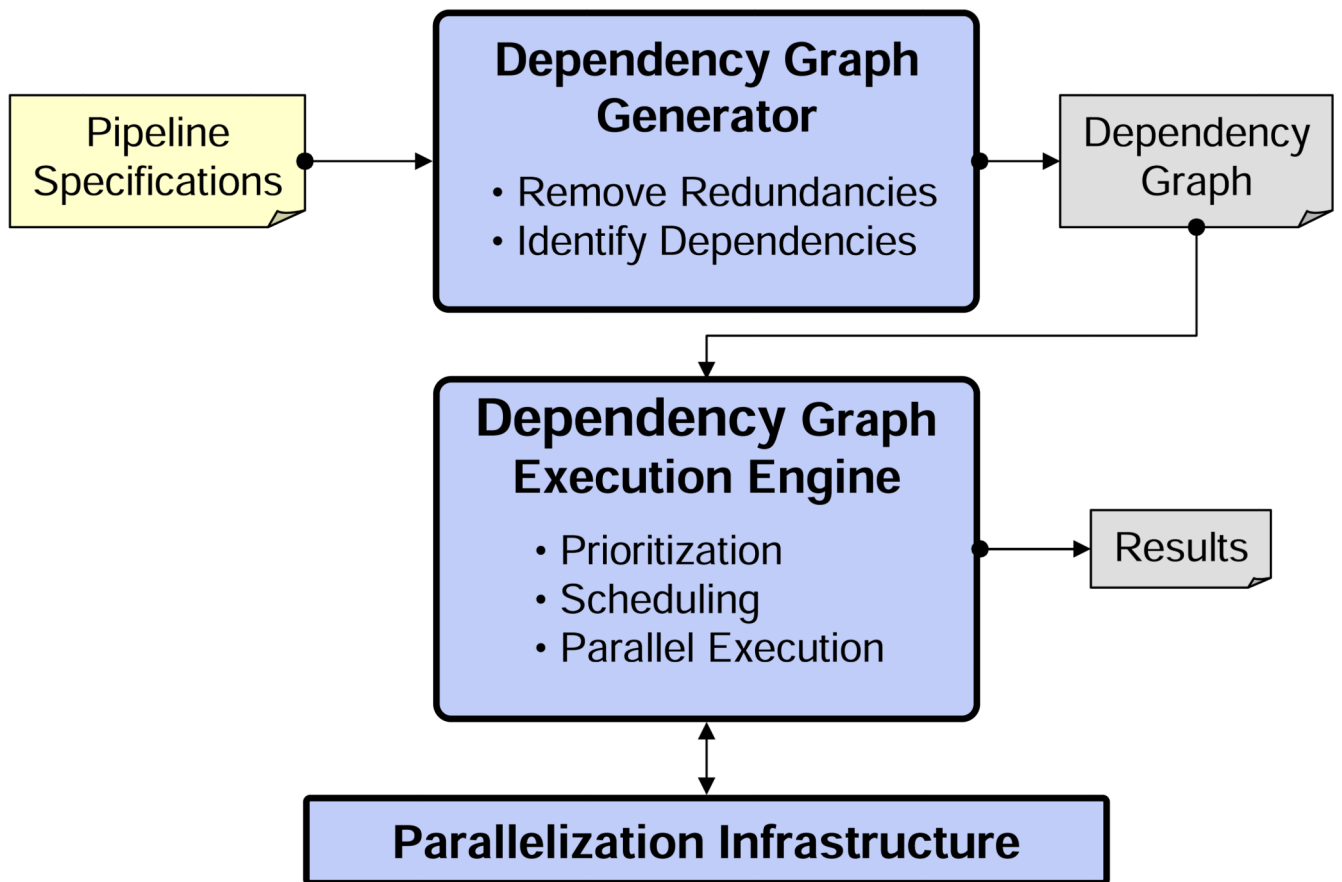 Dependency Graph
Generator
• Remove Redundancies
• Identify Dependencies
Pipeline
Specifications
Dependency
Graph
Dependency Graph
Execution Engine
• Prioritization
• Scheduling
• Parallel Execution
Results
Parallelization Infrastructure